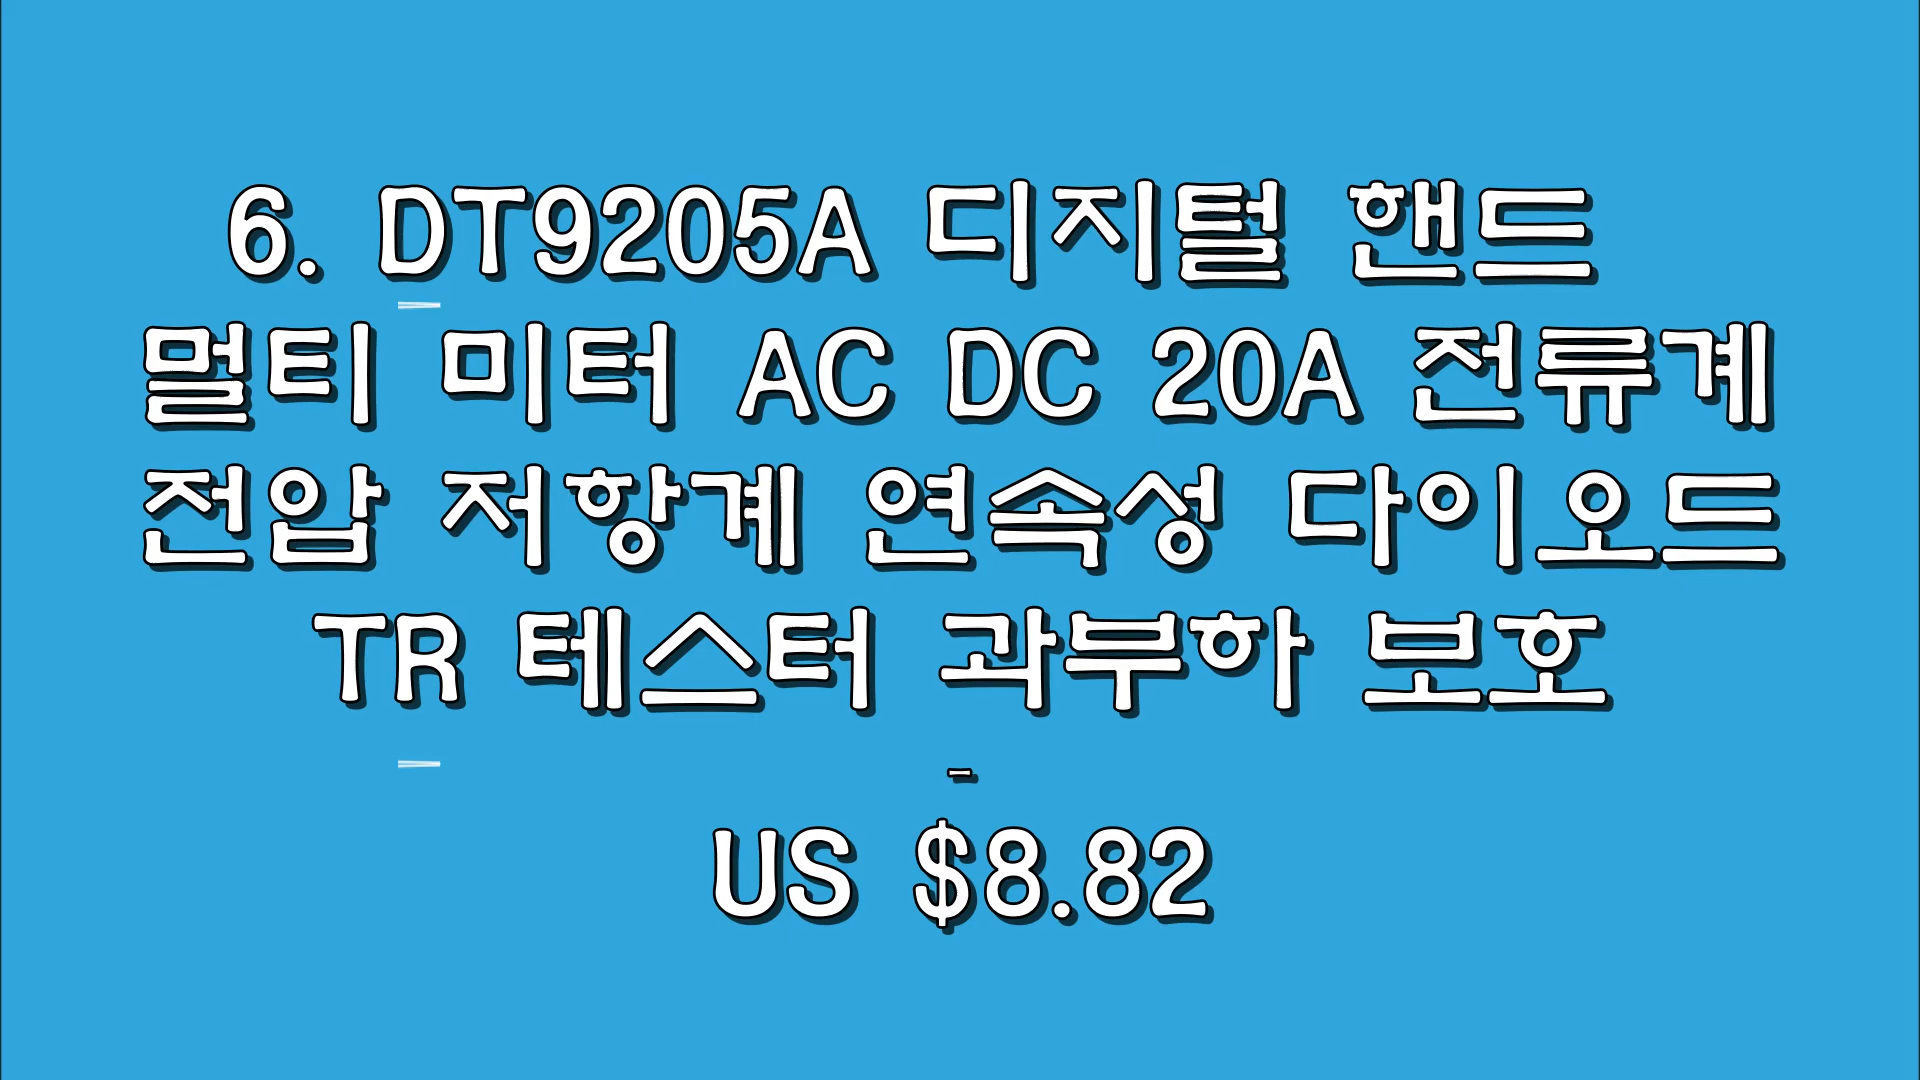 6. DT9205A 디지털 핸드
멀티 미터 AC DC 20A 전류계
전압 저항계 연속성 다이오드
TR 테스터 과부하 보호
-
US $8.82